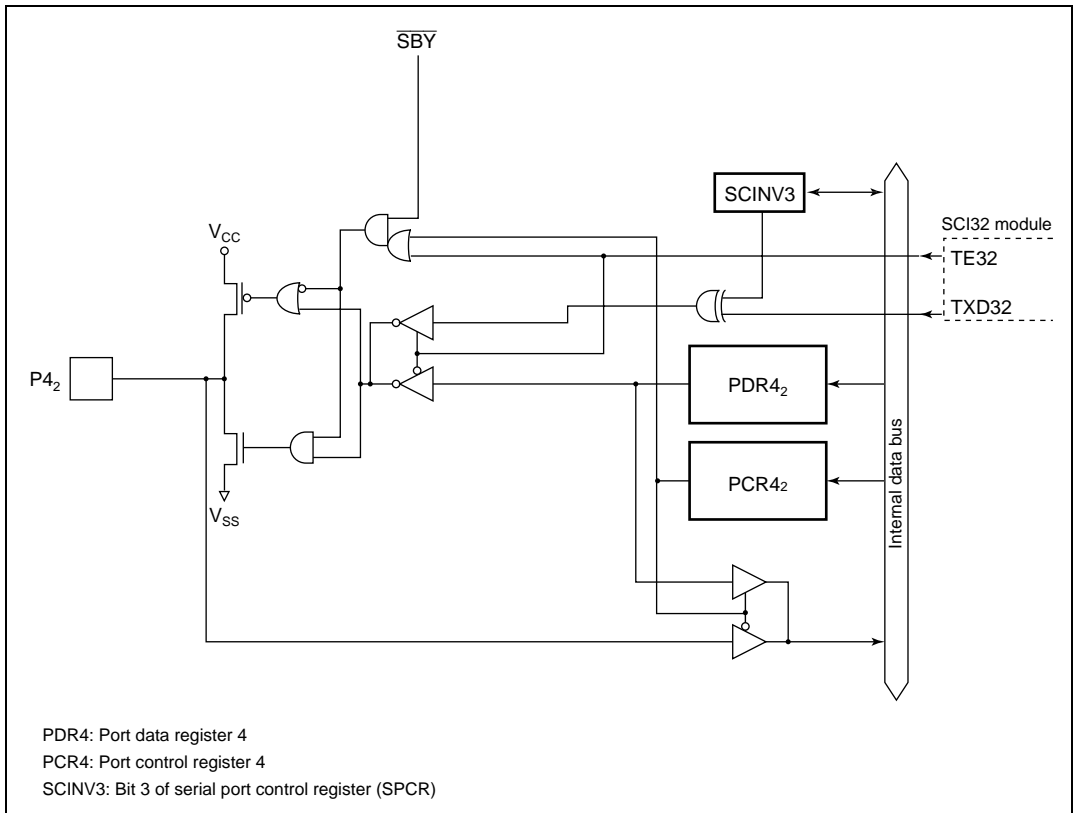 SBY
SCINV3
SCI32 module
VCC
TE32
TXD32
P42
PDR42
PCR42
VSS
Internal data bus
PDR4: Port data register 4
PCR4: Port control register 4
SCINV3: Bit 3 of serial port control register (SPCR)